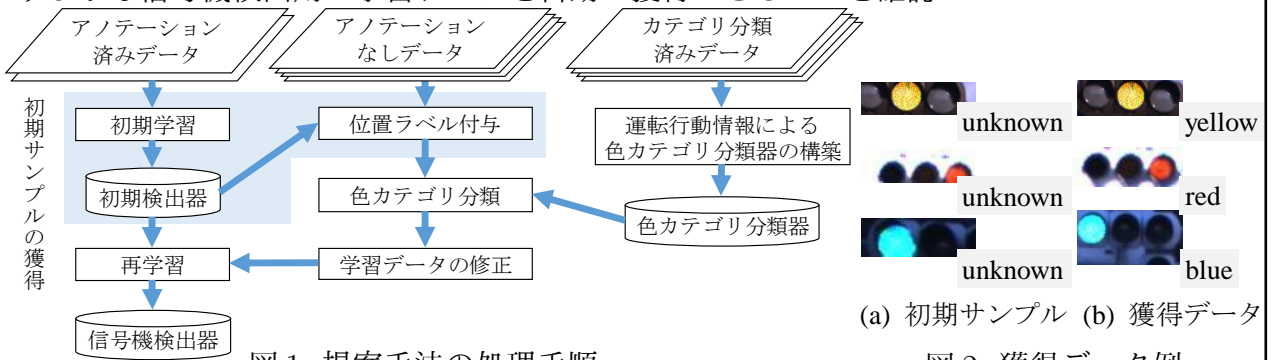 アノテーション
済みデータ
アノテーション
なしデータ
カテゴリ分類
済みデータ
初期サンプルの獲得
初期学習
位置ラベル付与
運転行動情報による
色カテゴリ分類器の構築
初期検出器
色カテゴリ分類
色カテゴリ分類器
再学習
学習データの修正
信号機検出器
unknown
yellow
unknown
red
unknown
blue
(a) 初期サンプル
(b) 獲得データ